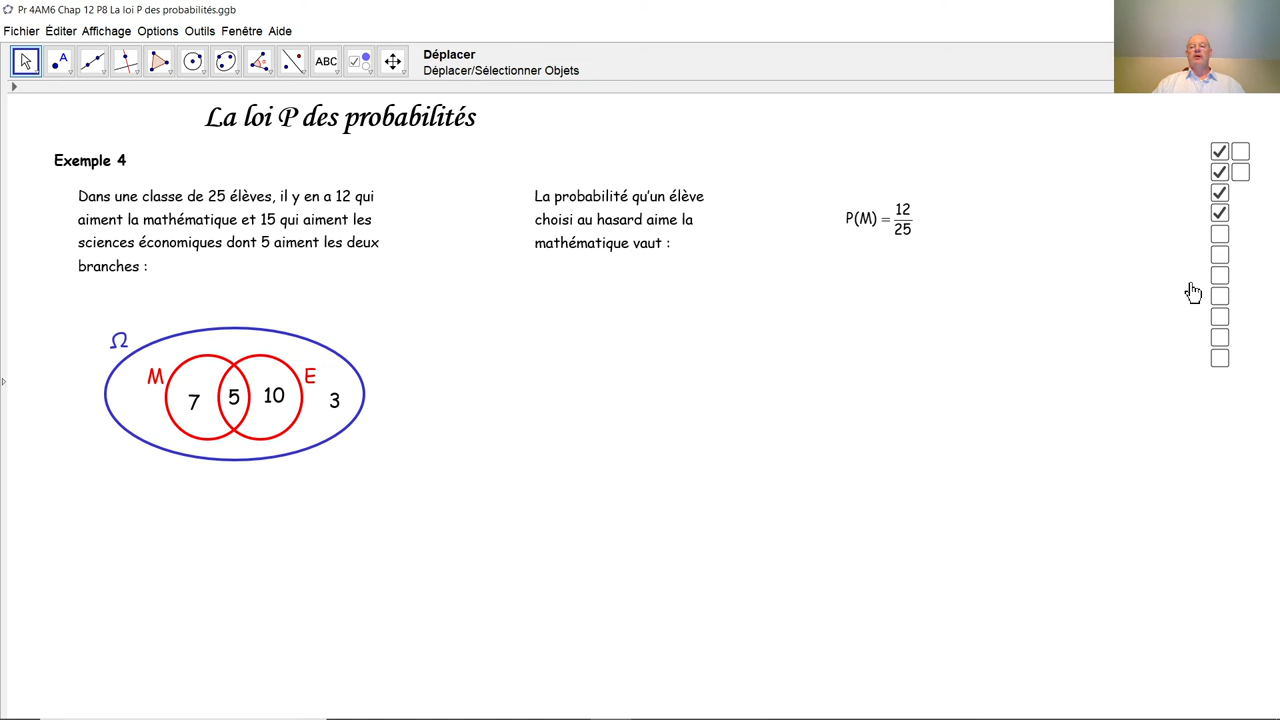 Pr 4AM6 Chap 12 P8 La loi P des probabilités.ggb
Fichier Éditer Affichage Options Outils Fenêtre Aide
A
ABC
Déplacer
Déplacer/Sélectionner Objets
La loi P des probabilités
Exemple 4
Dans une classe de 25 élèves, il y en a 12 qui
aiment la mathématique et 15 qui aiment les
sciences économiques dont 5 aiment les deux
branches :
La probabilité qu'un élève
choisi au hasard aime la
mathématique vaut :
P(M) = 12/25
Ω
M
E
7 5 10 3